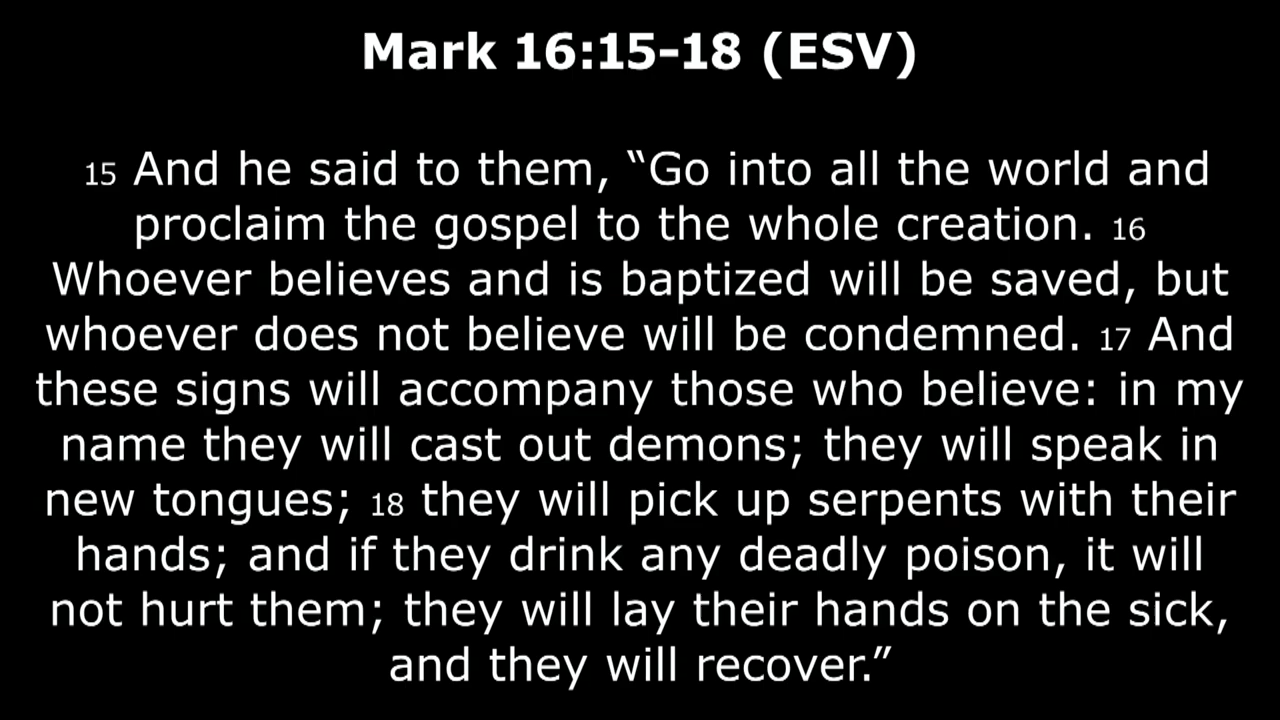 Mark 16:15-18 (ESV)
15 And he said to them, “Go into all the world and
proclaim the gospel to the whole creation. 16
Whoever believes and is baptized will be saved, but
whoever does not believe will be condemned. 17 And
these signs will accompany those who believe: in my
name they will cast out demons; they will speak in
new tongues; 18 they will pick up serpents with their
hands; and if they drink any deadly poison, it will
not hurt them; they will lay their hands on the sick,
and they will recover.”